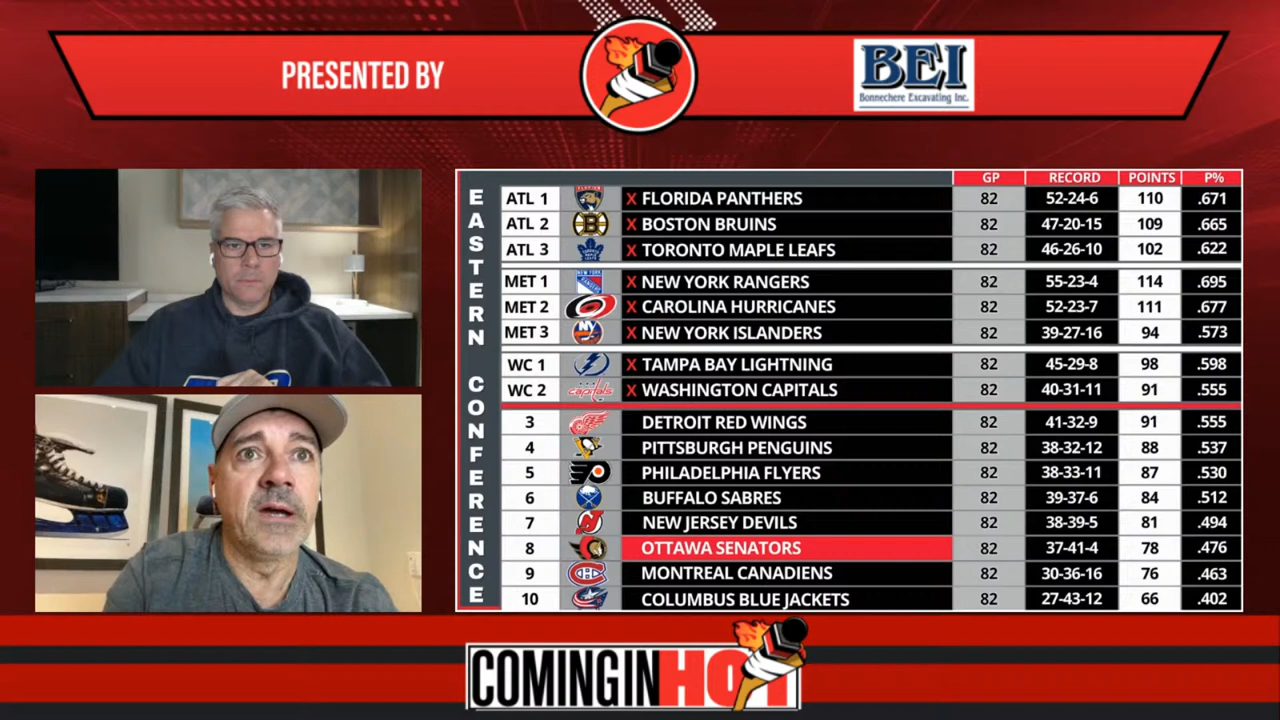 PRESENTED BY
BEI
Bonnechere Excavating Inc.
EASTERN CONFERENCE
GP RECORD POINTS P%
ATL 1 X FLORIDA PANTHERS 82 52-24-6 110 .671
ATL 2 X BOSTON BRUINS 82 47-20-15 109 .665
ATL 3 X TORONTO MAPLE LEAFS 82 46-26-10 102 .622
MET 1 NEW YORK RANGERS X NEW YORK RANGERS 82 55-23-4 114 .695
MET 2 X CAROLINA HURRICANES 82 52-23-7 111 .677
MET 3 NY X NEW YORK ISLANDERS 82 39-27-16 94 .573
WC 1 X TAMPA BAY LIGHTNING 82 45-29-8 98 .598
WC 2 capitals X WASHINGTON CAPITALS 82 40-31-11 91 .555
3 DETROIT RED WINGS 82 41-32-9 91 .555
4 PITTSBURGH PENGUINS 82 38-32-12 88 .537
5 PHILADELPHIA FLYERS 82 38-33-11 87 .530
6 BUFFALO SABRES 82 39-37-6 84 .512
7 NEW JERSEY DEVILS 82 38-39-5 81 .494
8 OTTAWA SENATORS 82 37-41-4 78 .476
9 MONTREAL CANADIENS 82 30-36-16 76 .463
10 COLUMBUS BLUE JACKETS 82 27-43-12 66 .402
COMING IN HOT